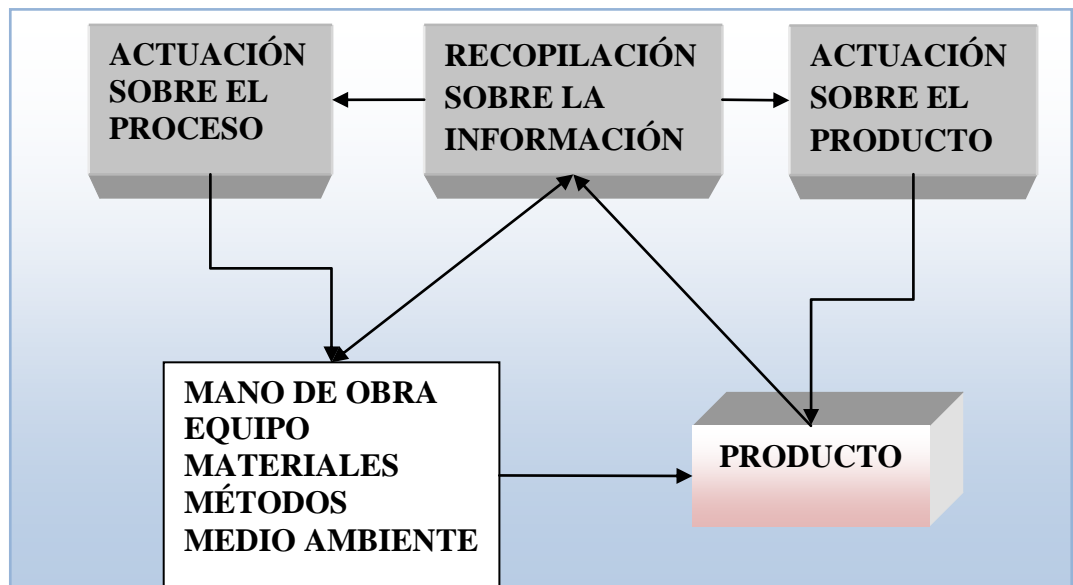 ACTUACIÓN
SOBRE EL
PROCESO
RECOPILACIÓN
SOBRE LA
INFORMACIÓN
ACTUACIÓN
SOBRE EL
PRODUCTO
MANO DE OBRA
EQUIPO
MATERIALES
MÉTODOS
MEDIO AMBIENTE
PRODUCTO